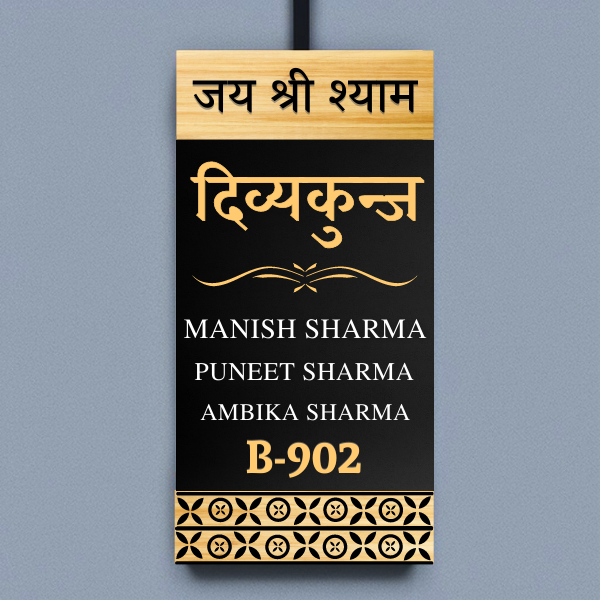 जय श्री श्याम
दिव्यकुन्ज
MANISH SHARMA
PUNEET SHARMA
AMBIKA SHARMA
B-902